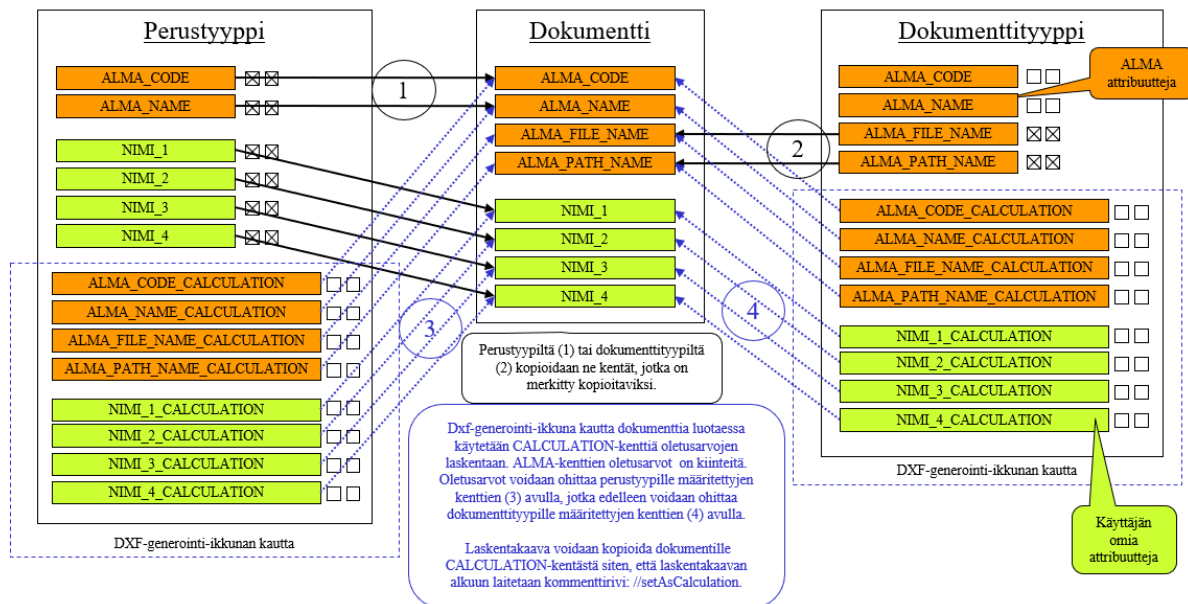 Perustyyppi
ALMA_CODE
ALMA_NAME
NIMI_1
NIMI_2
NIMI_3
NIMI_4
ALMA_CODE_CALCULATION
ALMA_NAME_CALCULATION
ALMA_FILE_NAME_CALCULATION
ALMA_PATH_NAME_CALCULATION
NIMI_1_CALCULATION
NIMI_2_CALCULATION
NIMI_3_CALCULATION
NIMI_4_CALCULATION
DXF-generointi-ikkunan kautta
1
3
Dokumentti
ALMA_CODE
ALMA_NAME
ALMA_FILE_NAME
ALMA_PATH_NAME
NIMI_1
NIMI_2
NIMI_3
NIMI_4
Perustyypiltä (1) tai dokumenttityypiltä
(2) kopioidaan ne kentät, jotka on
merkitty kopioitaviksi.
Dxf-generointi-ikkuna kautta dokumenttia luotaessa
käytetään CALCULATION-kenttiä oletusarvojen
laskentaan. ALMA-kenttien oletusarvot on kiinteitä.
Oletusarvot voidaan ohittaa perustyypille määritettyjen
kenttien (3) avulla, jotka edelleen voidaan ohittaa
dokumenttityypille määritettyjen kenttien (4) avulla.
Laskentakaava voidaan kopioida dokumentille
CALCULATION-kentästä siten, että laskentakaavan
alkuun laitetaan kommenttirivi: //setAsCalculation.
2
4
Dokumenttityyppi
ALMA_CODE
ALMA_NAME
ALMA_FILE_NAME
ALMA_PATH_NAME
ALMA
attribuutteja
ALMA_CODE_CALCULATION
ALMA_NAME_CALCULATION
ALMA_FILE_NAME_CALCULATION
ALMA_PATH_NAME_CALCULATION
NIMI_1_CALCULATION
NIMI_2_CALCULATION
NIMI_3_CALCULATION
NIMI_4_CALCULATION
DXF-generointi-ikkunan kautta
Käyttäjän
omia
attribuutteja